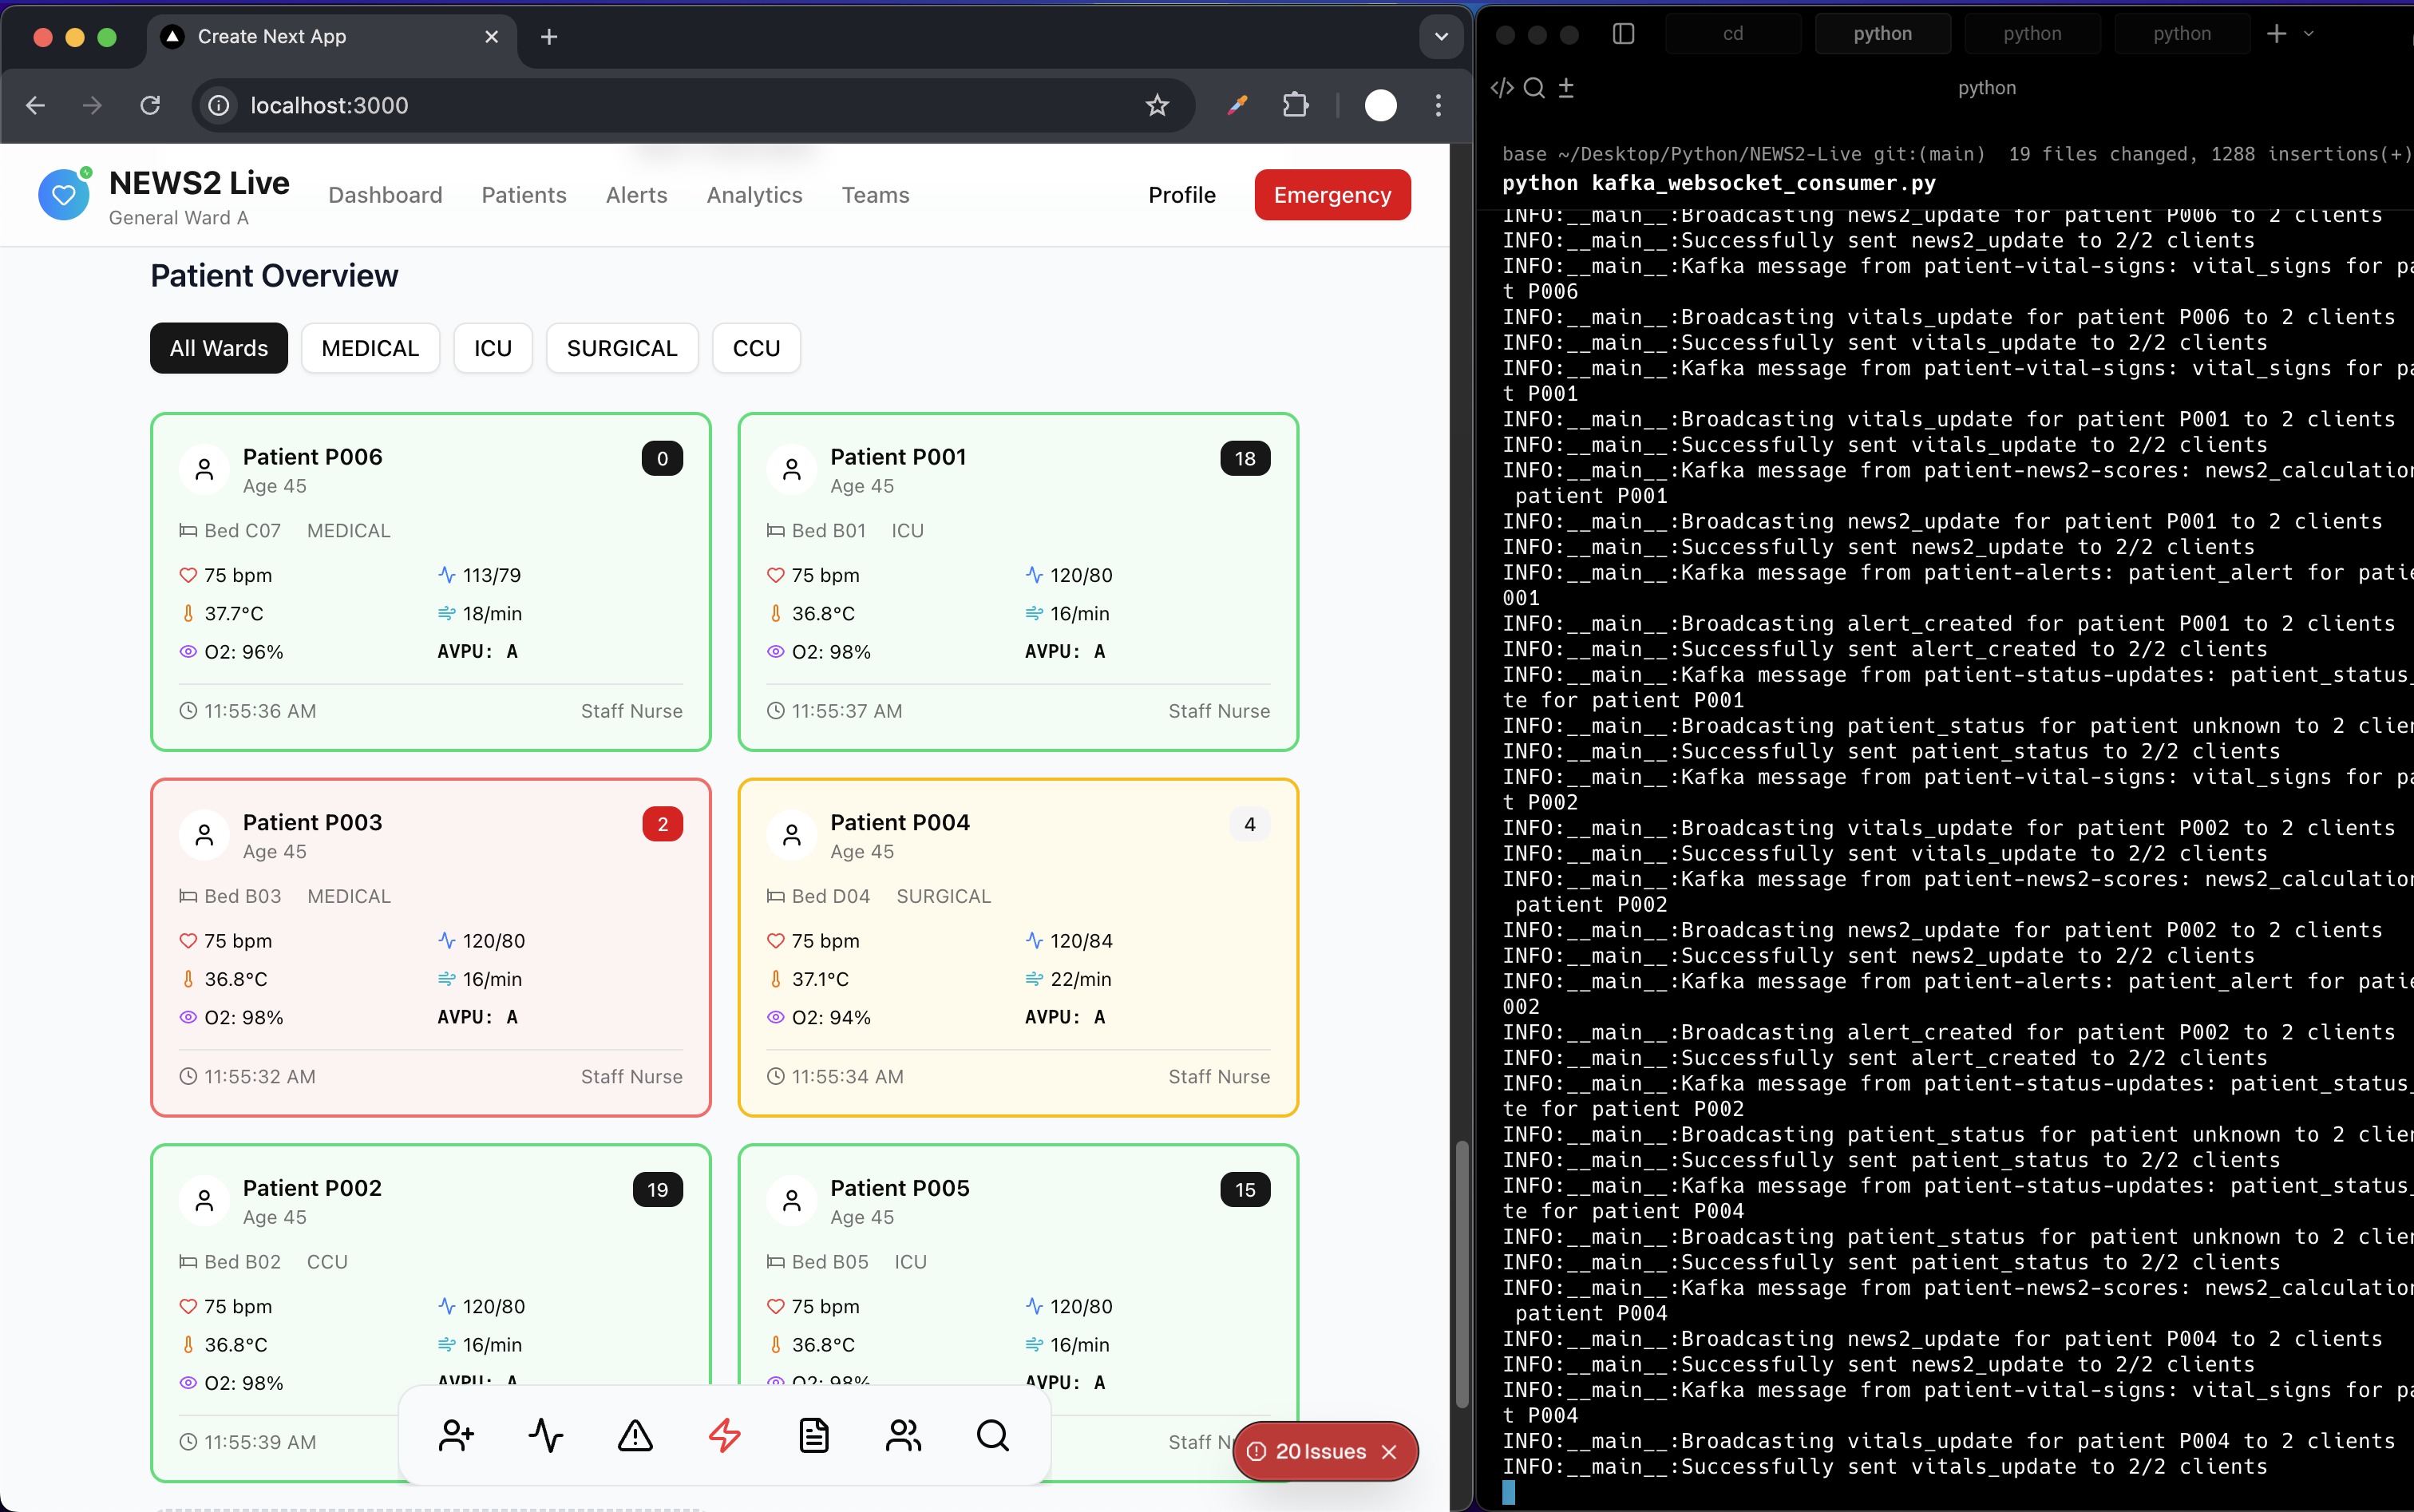 Create Next App
localhost:3000
NEWS2 Live
General Ward A
Dashboard
Patients
Alerts
Analytics
Teams
Profile
Emergency
Patient Overview
All Wards
MEDICAL
ICU
SURGICAL
CCU
Patient P006
0
Age 45
Bed C07
MEDICAL
75 bpm
113/79
37.7°C
18/min
O2: 96%
AVPU: A
11:55:36 AM
Staff Nurse
Patient P001
18
Age 45
Bed B01
ICU
75 bpm
120/80
36.8°C
16/min
O2: 98%
AVPU: A
11:55:37 AM
Staff Nurse
Patient P003
2
Age 45
Bed B03
MEDICAL
75 bpm
120/80
36.8°C
16/min
O2: 98%
AVPU: A
11:55:32 AM
Staff Nurse
Patient P004
4
Age 45
Bed D04
SURGICAL
75 bpm
120/84
37.1°C
22/min
O2: 94%
AVPU: A
11:55:34 AM
Staff Nurse
Patient P002
19
Age 45
Bed B02
CCU
75 bpm
120/80
36.8°C
16/min
O2: 98%
AVPU: A
11:55:39 AM
Patient P005
15
Age 45
Bed B05
ICU
75 bpm
120/80
36.8°C
16/min
O2: 98%
AVPU: A
Staff
20 Issues
cd
python
python
python
python
base ~/Desktop/Python/NEWS2-Live git:(main) 19 files changed, 1288 insertions(+)
python kafka_websocket_consumer.py
INFO:__main__:Broadcasting news2_update for patient P006 to 2 clients
INFO:__main__:Successfully sent news2_update to 2/2 clients
INFO:__main__:Kafka message from patient-vital-signs: vital_signs for pa
t P006
INFO:__main__:Broadcasting vitals_update for patient P006 to 2 clients
INFO:__main__:Successfully sent vitals_update to 2/2 clients
INFO:__main__:Kafka message from patient-vital-signs: vital_signs for pa
t P001
INFO:__main__:Broadcasting vitals_update for patient P001 to 2 clients
INFO:__main__:Successfully sent vitals_update to 2/2 clients
INFO:__main__:Kafka message from patient-news2-scores: news2_calculation
patient P001
INFO:__main__:Broadcasting news2_update for patient P001 to 2 clients
INFO:__main__:Successfully sent news2_update to 2/2 clients
INFO:__main__:Kafka message from patient-alerts: patient_alert for patie
001
INFO:__main__:Broadcasting alert_created for patient P001 to 2 clients
INFO:__main__:Successfully sent alert_created to 2/2 clients
INFO:__main__:Kafka message from patient-status-updates: patient_status_
te for patient P001
INFO:__main__:Broadcasting patient_status for patient unknown to 2 clien
INFO:__main__:Successfully sent patient_status to 2/2 clients
INFO:__main__:Kafka message from patient-vital-signs: vital_signs for pa
t P002
INFO:__main__:Broadcasting vitals_update for patient P002 to 2 clients
INFO:__main__:Successfully sent vitals_update to 2/2 clients
INFO:__main__:Kafka message from patient-news2-scores: news2_calculation
patient P002
INFO:__main__:Broadcasting news2_update for patient P002 to 2 clients
INFO:__main__:Successfully sent news2_update to 2/2 clients
INFO:__main__:Kafka message from patient-alerts: patient_alert for patie
002
INFO:__main__:Broadcasting alert_created for patient P002 to 2 clients
INFO:__main__:Successfully sent alert_created to 2/2 clients
INFO:__main__:Kafka message from patient-status-updates: patient_status_
te for patient P002
INFO:__main__:Broadcasting patient_status for patient unknown to 2 clien
INFO:__main__:Successfully sent patient_status to 2/2 clients
INFO:__main__:Kafka message from patient-status-updates: patient_status_
te for patient P004
INFO:__main__:Broadcasting patient_status for patient unknown to 2 clien
INFO:__main__:Successfully sent patient_status to 2/2 clients
INFO:__main__:Kafka message from patient-news2-scores: news2_calculation
patient P004
INFO:__main__:Broadcasting news2_update for patient P004 to 2 clients
INFO:__main__:Successfully sent news2_update to 2/2 clients
INFO:__main__:Kafka message from patient-vital-signs: vital_signs for pa
t P004
INFO:__main__:Broadcasting vitals_update for patient P004 to 2 clients
INFO:__main__:Successfully sent vitals_update to 2/2 clients